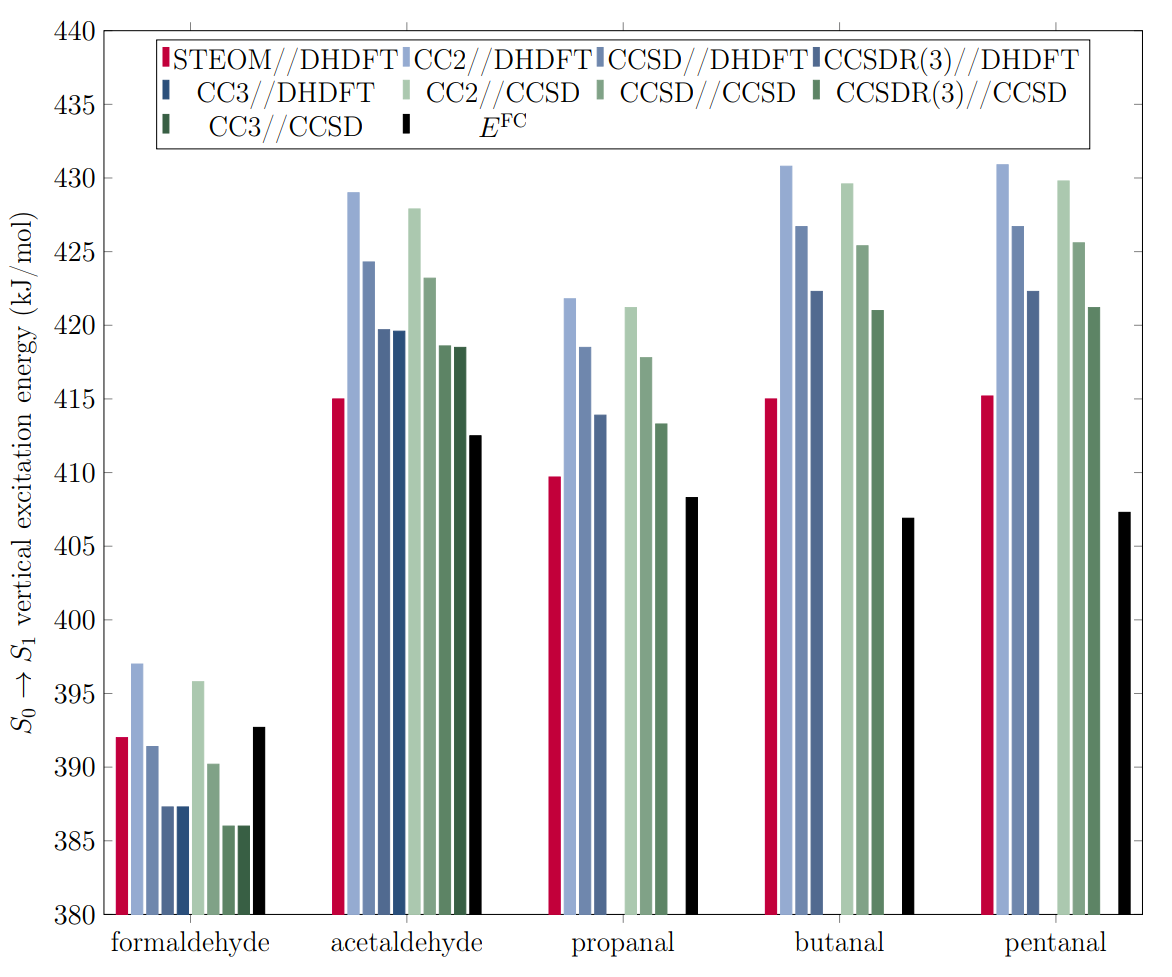 440
435
430
425
420
415
410
405
400
395
390
385
380
S0 → S1 vertical excitation energy (kJ/mol)
STEOM//DHDFT CC2//DHDFT CCSD//DHDFT CCSDR(3)//DHDFT
CC3//DHDFT CC2//CCSD CCSD//CCSD CCSDR(3)//CCSD
CC3//CCSD E^FC
formaldehyde acetaldehyde propanal butanal pentanal